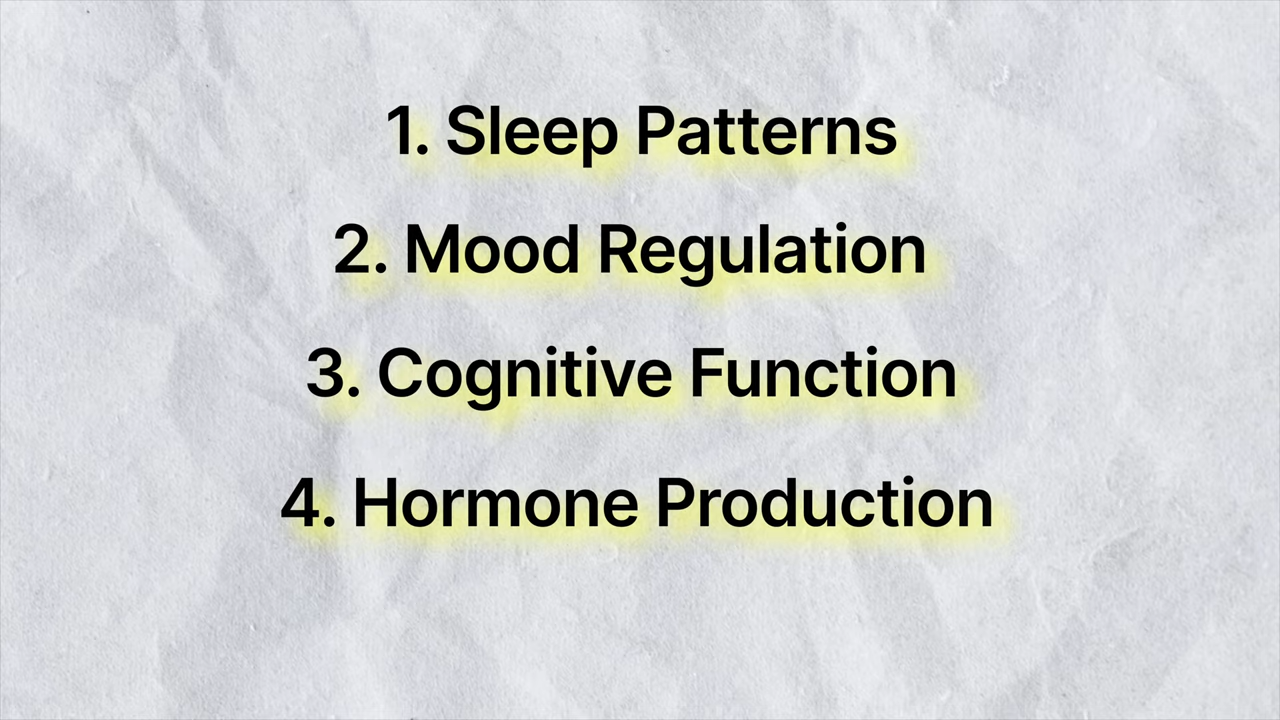 1. Sleep Patterns
2. Mood Regulation
3. Cognitive Function
4. Hormone Production